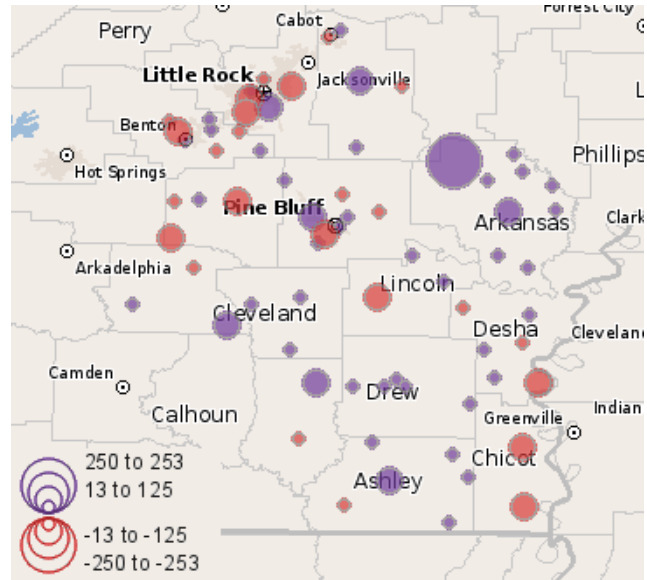 Forrest City
Cabot
Perry
Little Rock
Jacksonville
Benton
L
Phillips
Hot Springs
Pine Bluff
Arkansas
Clark
Arkadelphia
Lincoln
Cleveland
Desha
Cleveland
Camden
Drew
Calhoun
Greenville
Indian
Chicot
250 to 253
13 to 125
Ashley
-13 to -125
-250 to -253